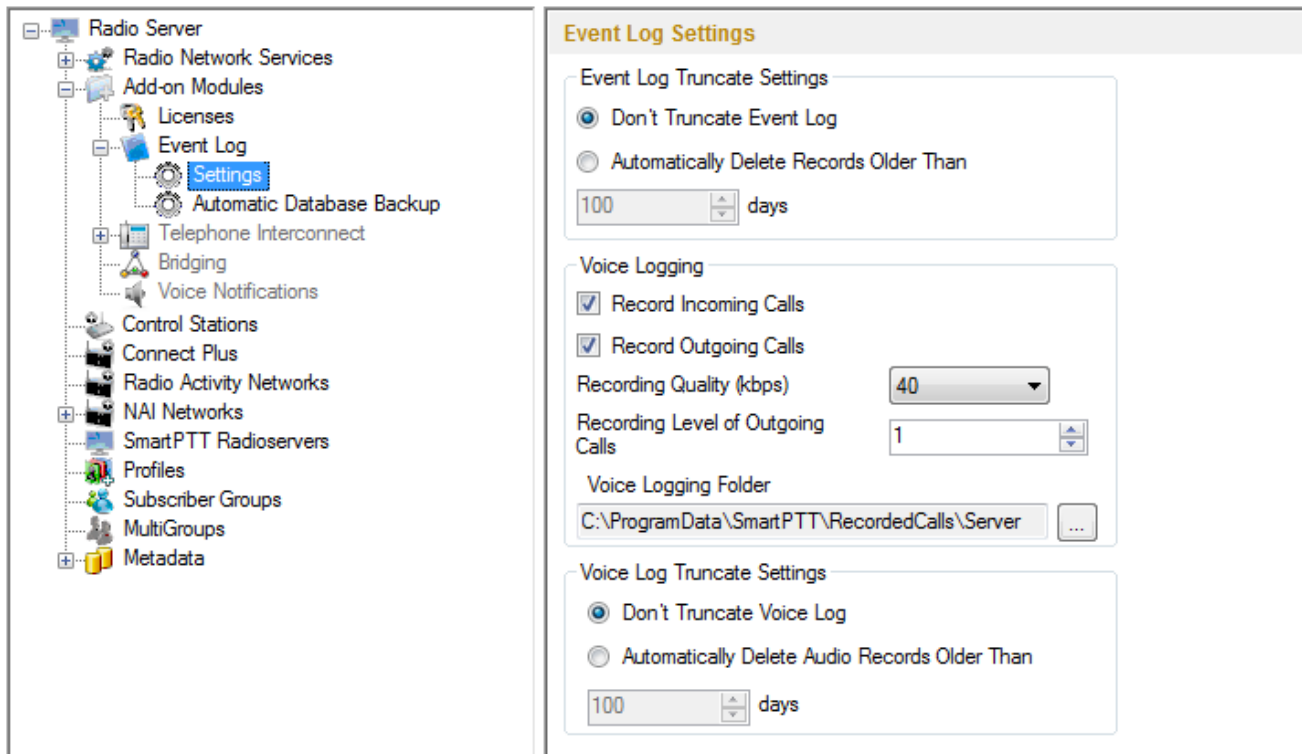 Radio Server
Radio Network Services
Add-on Modules
Licenses
Event Log
Settings
Automatic Database Backup
Telephone Interconnect
Bridging
Voice Notifications
Control Stations
Connect Plus
Radio Activity Networks
NAI Networks
SmartPTT Radioservers
Profiles
Subscriber Groups
MultiGroups
Metadata
Event Log Settings
Event Log Truncate Settings
Don't Truncate Event Log
Automatically Delete Records Older Than
100 days
Voice Logging
Record Incoming Calls
Record Outgoing Calls
Recording Quality (kbps) 40
Recording Level of Outgoing
Calls 1
Voice Logging Folder
C:\ProgramData\SmartPTT\RecordedCalls\Server ...
Voice Log Truncate Settings
Don't Truncate Voice Log
Automatically Delete Audio Records Older Than
100 days